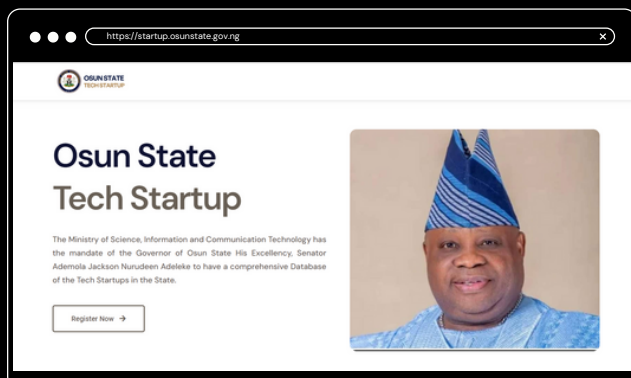 https://startup.osunstate.gov.ng
OSUN STATE
TECH STARTUP
Osun State
Tech Startup
The Ministry of Science, Information and Communication Technology has
the mandate of the Governor of Osun State His Excellency, Senator
Ademola Jackson Nurudeen Adeleke to have a comprehensive Database
of the Tech Startups in the State.
Register Now →